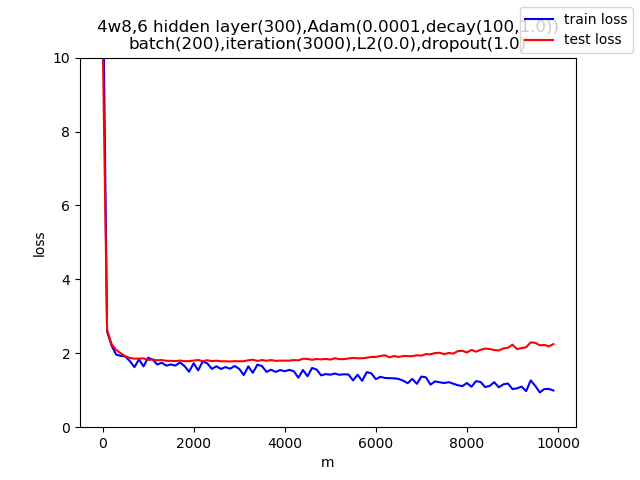 4w8,6 hidden layer(300),Adam(0.0001,decay(100,1.0))
batch(200),iteration(3000),L2(0.0),dropout(1.0)
train loss
test loss
10
8
6
4
2
0
loss
0 2000 4000 6000 8000 10000
m